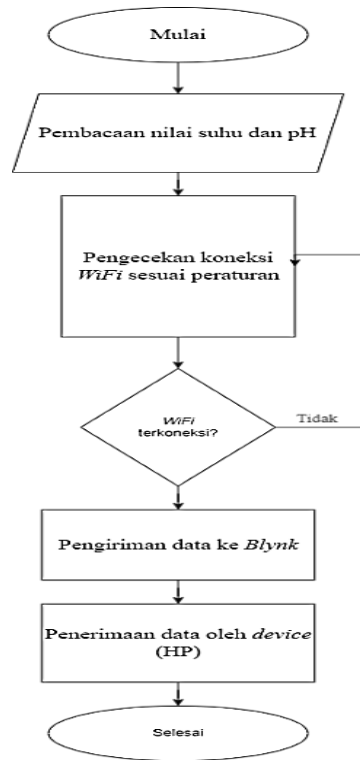 Mulai
Pembacaan nilai suhu dan pH
Pengecekan koneksi
WiFi sesuai peraturan
WiFi
terkoneksi?
Tidak
Pengiriman data ke Blynk
Penerimaan data oleh device
(HP)
Selesai